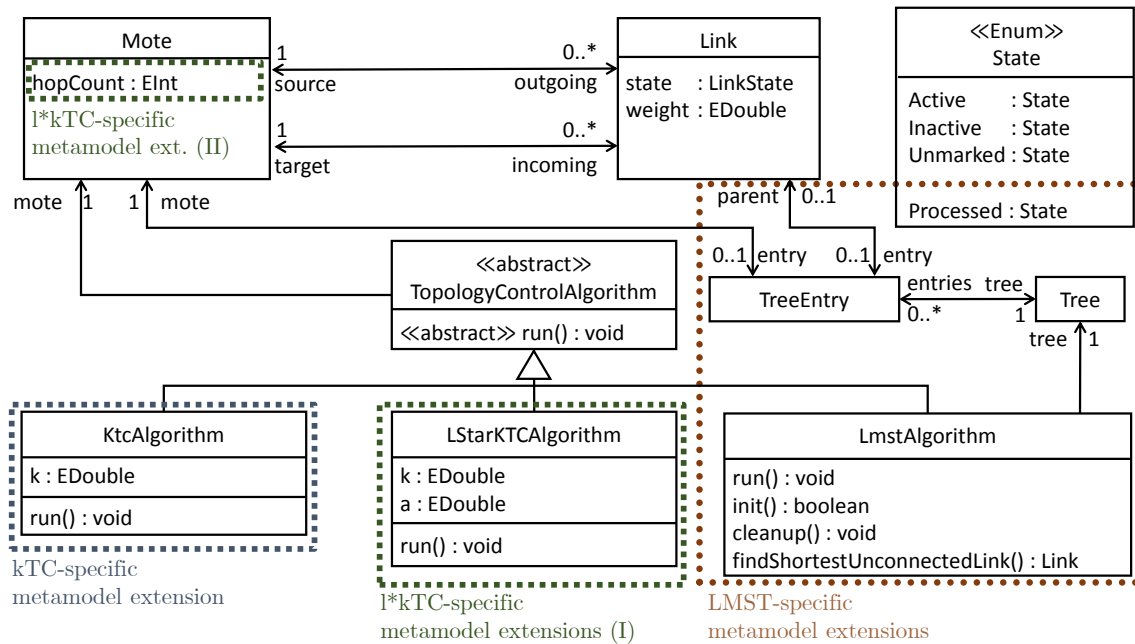 Mote
hopCount : EInt
l*kTC-specific
metamodel ext. (II)
1
source
0..*
outgoing
1
target
0..*
incoming
Link
state : LinkState
weight : EDouble
≪Enum≫
State
Active : State
Inactive : State
Unmarked : State
Processed : State
mote 1
1 mote
parent 0..1
0..1 entry
0..1 entry
TreeEntry
entries
0..*
tree
1
Tree
tree 1
≪abstract≫
TopologyControlAlgorithm
≪abstract≫ run() : void
KtcAlgorithm
k : EDouble
run() : void
kTC-specific
metamodel extension
LStarKTCAlgorithm
k : EDouble
a : EDouble
run() : void
l*kTC-specific
metamodel extensions (I)
LmstAlgorithm
run() : void
init() : boolean
cleanup() : void
findShortestUnconnectedLink() : Link
LMST-specific
metamodel extensions